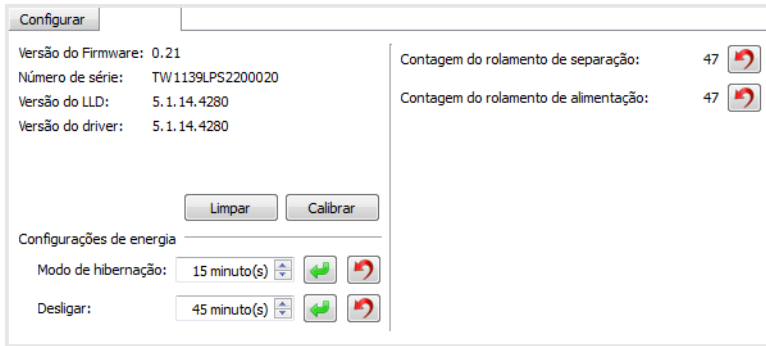 Configurar
Versão do Firmware: 0.21
Número de série: TW1139LPS2200020
Versão do LLD: 5.1.14.4280
Versão do driver: 5.1.14.4280
Limpar Calibrar
Configurações de energia
Modo de hibernação: 15 minuto(s)
Desligar: 45 minuto(s)
Contagem do rolamento de separação: 47
Contagem do rolamento de alimentação: 47